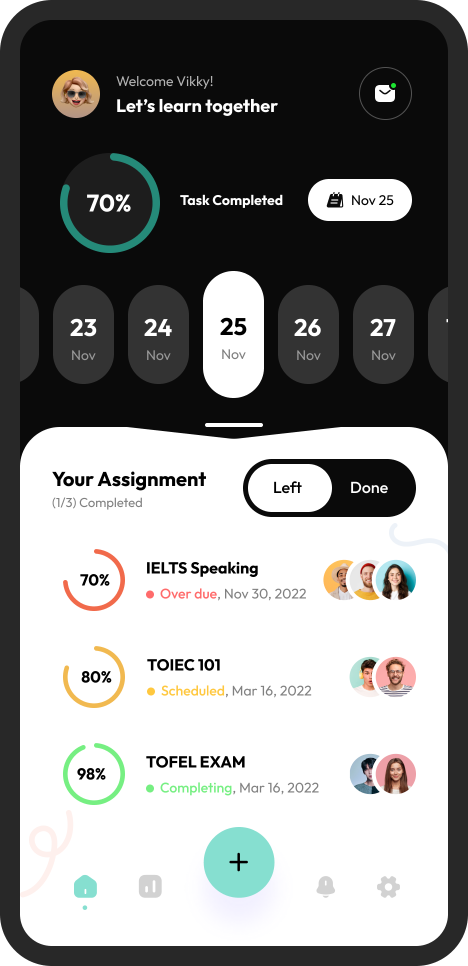 Welcome Vikky!
Let's learn together
70%
Task Completed
Nov 25
23
Nov
24
Nov
25
Nov
26
Nov
27
Nov
Your Assignment
(1/3) Completed
Left
Done
70%
IELTS Speaking
Over due, Nov 30, 2022
80%
TOIEC 101
Scheduled, Mar 16, 2022
98%
TOFEL EXAM
Completing, Mar 16, 2022
+